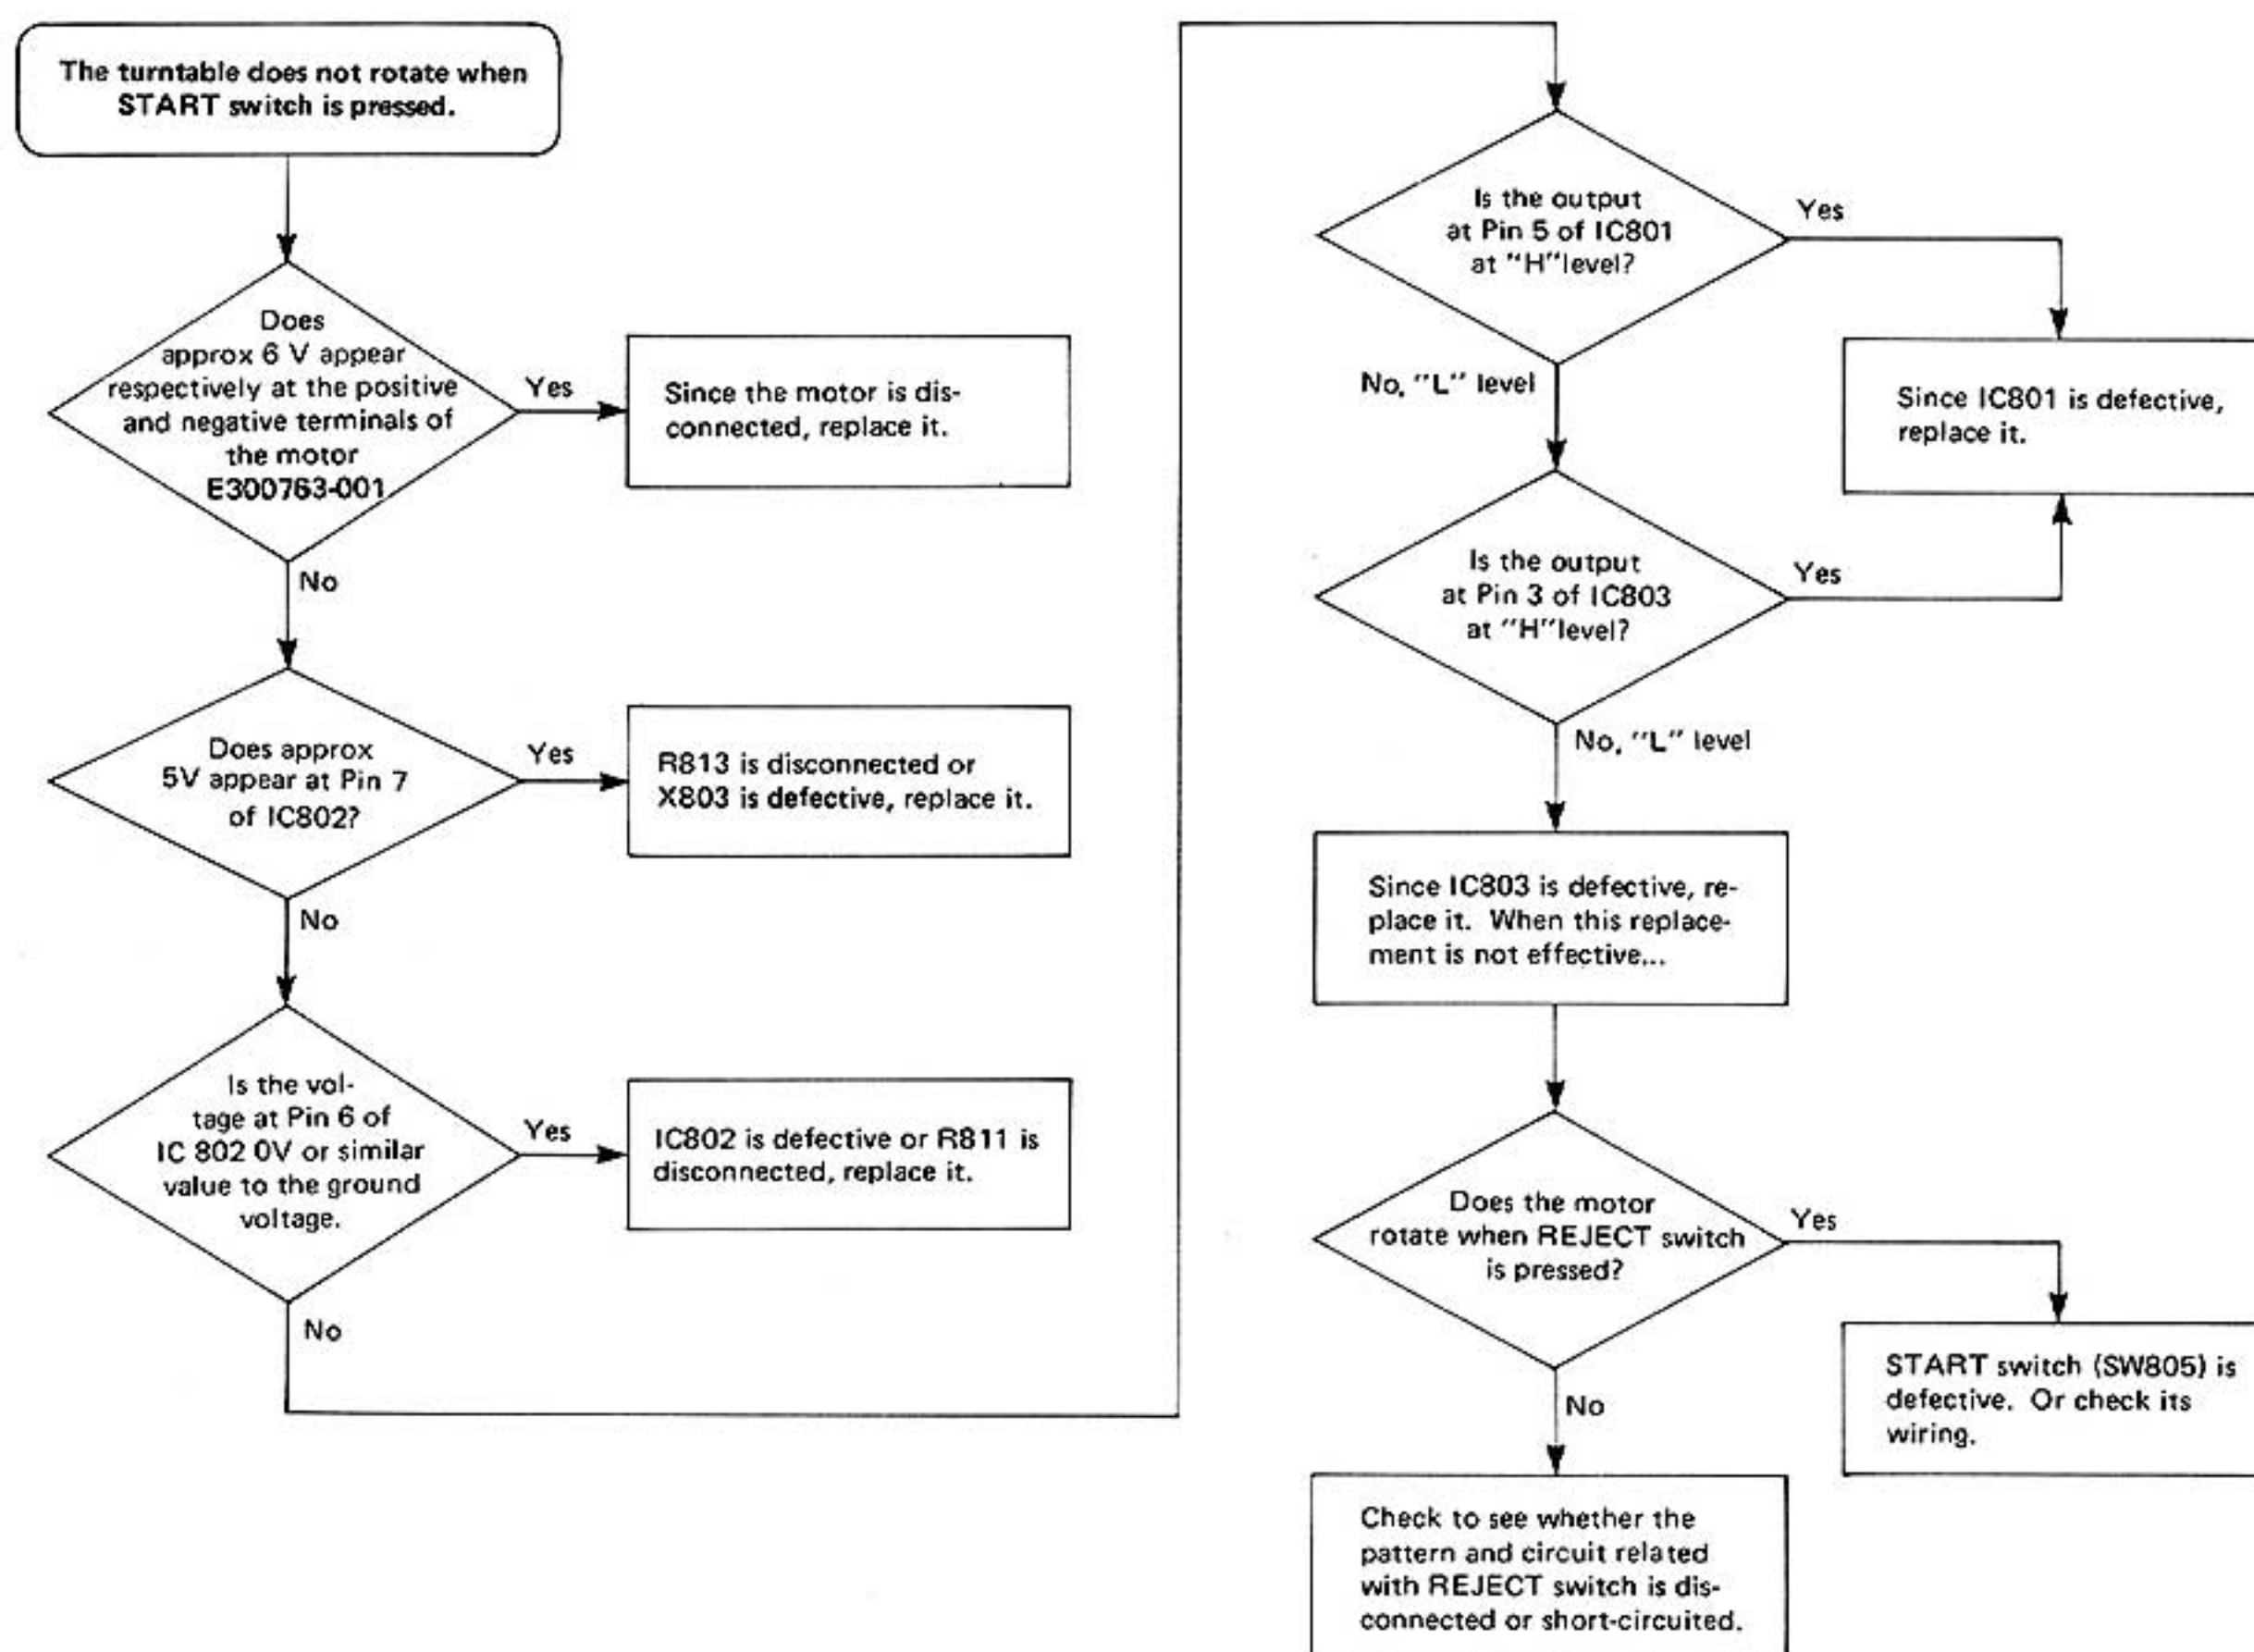 The turntable does not rotate when
START switch is pressed.
Does
approx 6 V appear
respectively at the positive
and negative terminals of
the motor
E300763-001
Yes
Since the motor is dis-
connected, replace it.
No
Does approx
5V appear at Pin 7
of IC802?
Yes
R813 is disconnected or
X803 is defective, replace it.
No
Is the vol-
tage at Pin 6 of
IC 802 0V or similar
value to the ground
voltage.
Yes
IC802 is defective or R811 is
disconnected, replace it.
No
Is the output
at Pin 5 of IC801
at "H" level?
Yes
Since IC801 is defective,
replace it.
No, "L" level
Is the output
at Pin 3 of IC803
at "H" level?
Yes
No, "L" level
Since IC803 is defective, re-
place it. When this replace-
ment is not effective...
Does the motor
rotate when REJECT switch
is pressed?
Yes
START switch (SW805) is
defective. Or check its
wiring.
No
Check to see whether the
pattern and circuit related
with REJECT switch is dis-
connected or short-circuited.